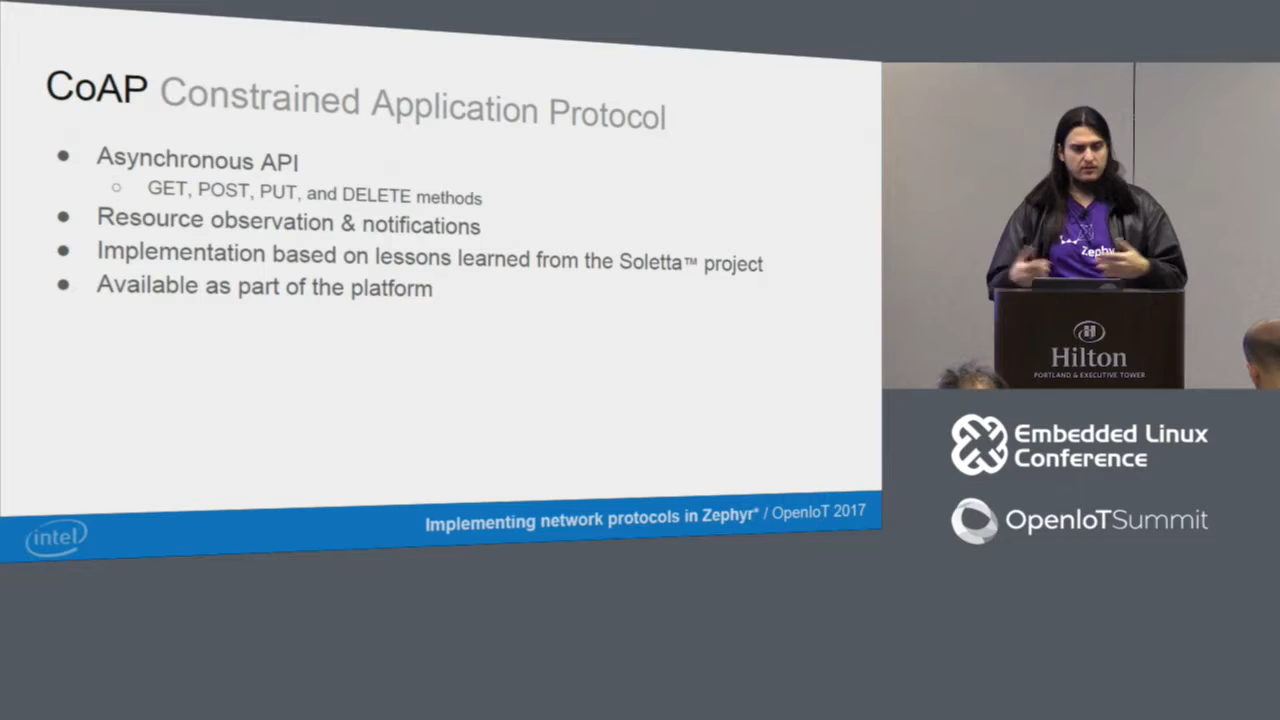 CoAP Constrained Application Protocol
● Asynchronous API
○ GET, POST, PUT, and DELETE methods
● Resource observation & notifications
● Implementation based on lessons learned from the Soletta™ project
● Available as part of the platform
intel
Implementing network protocols in Zephyr* / OpenIoT 2017
Zephy
Hilton
PORTLAND & EXECUTIVE TOWER
Embedded Linux
Conference
OpenIoTSummit